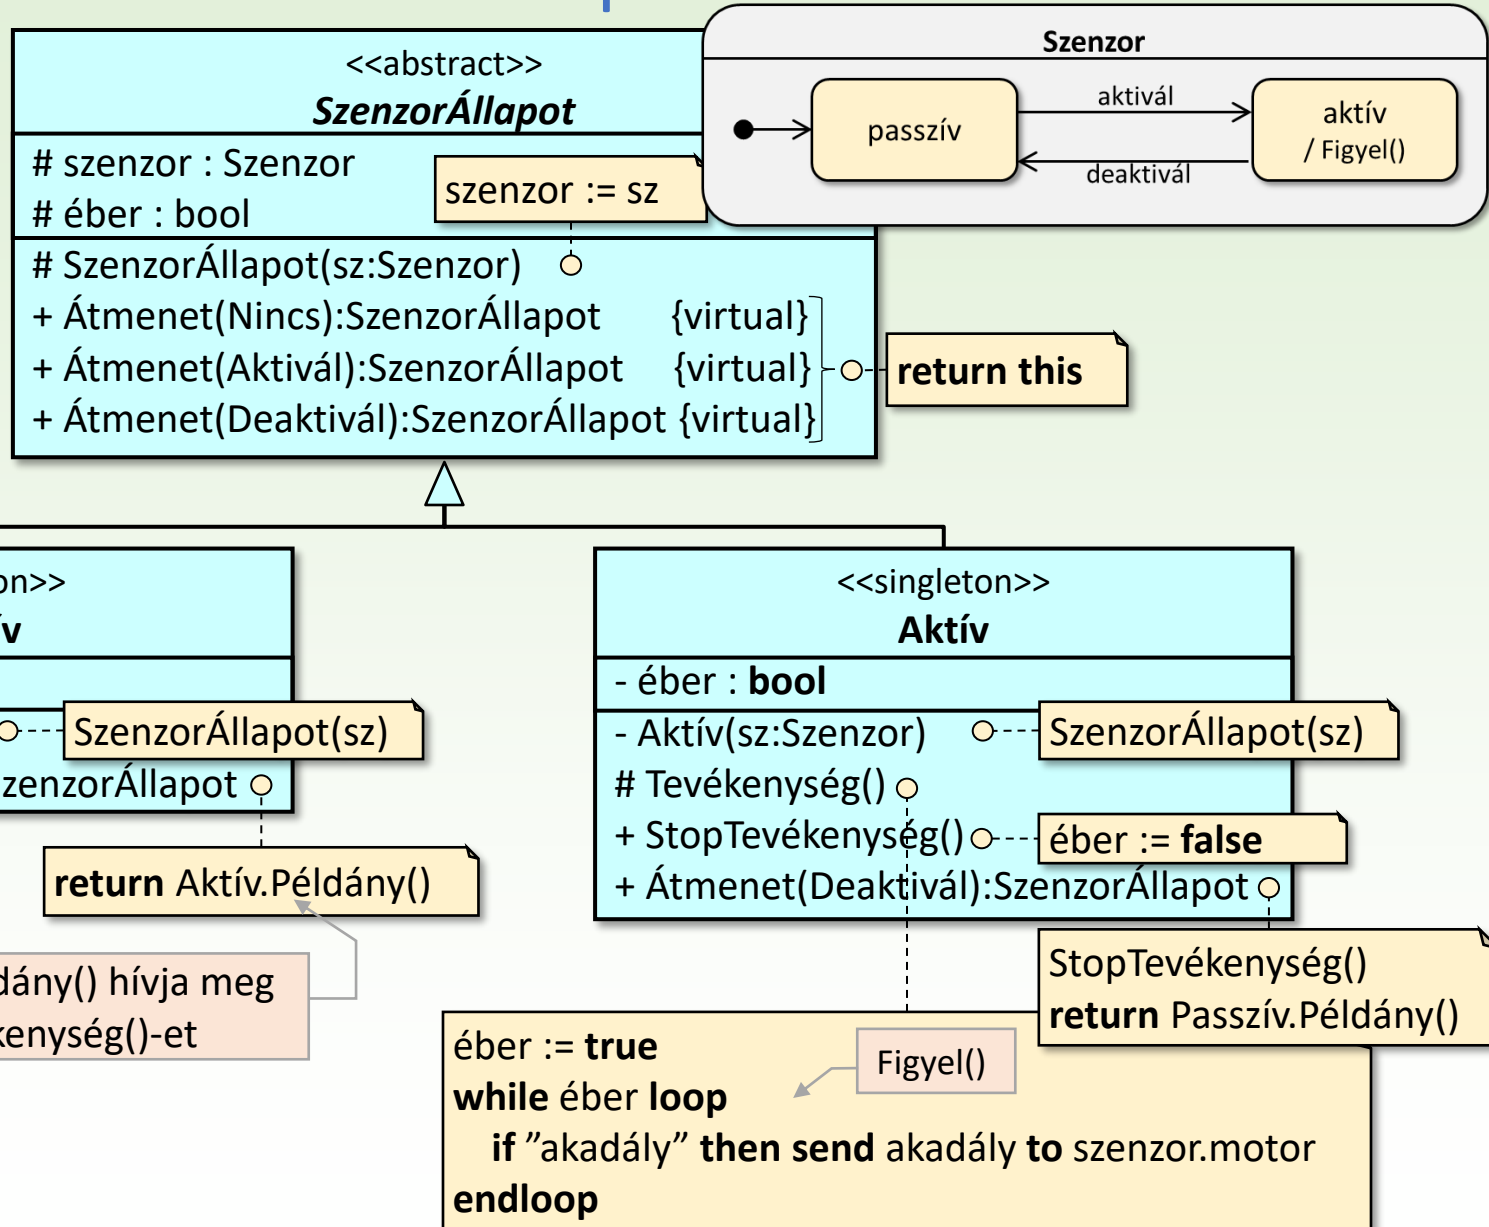 <<abstract>>
SzenzorÁllapot
# szenzor : Szenzor
# éber : bool
szenzor := sz
# SzenzorÁllapot(sz:Szenzor)
+ Átmenet(Nincs):SzenzorÁllapot {virtual}
+ Átmenet(Aktivál):SzenzorÁllapot {virtual}
+ Átmenet(Deaktivál):SzenzorÁllapot {virtual}
return this
Szenzor
passzív
aktivál
deaktivál
aktív
/ Figyel()
on>>
ív
SzenzorÁllapot(sz)
zenzorÁllapot
return Aktív.Példány()
dány() hívja meg
kenység()-et
<<singleton>>
Aktív
- éber : bool
- Aktív(sz:Szenzor)
SzenzorÁllapot(sz)
# Tevékenység()
+ StopTevékenység()
éber := false
+ Átmenet(Deaktivál):SzenzorÁllapot
StopTevékenység()
return Passzív.Példány()
éber := true
Figyel()
while éber loop
if ”akadály” then send akadály to szenzor.motor
endloop